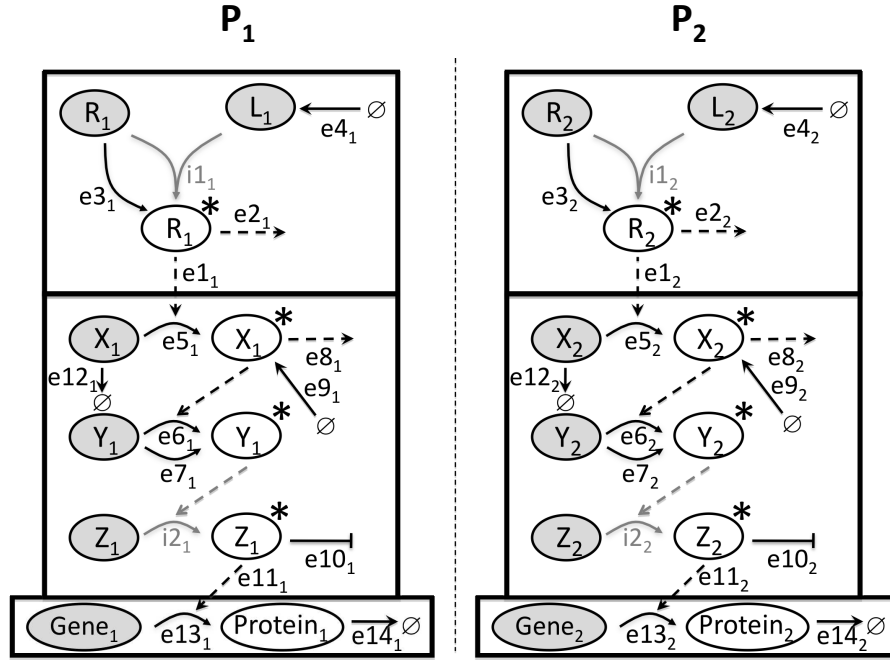 P₁ P₂
R₁ L₁ ∅ R₂ L₂ ∅
e4₁ e4₂
i1₁ i1₂
e3₁ * e2₁ e3₂ * e2₂
R₁ R₂
e1₁ e1₂
* *
X₁ e5₁ X₁ e8₁ X₂ e5₂ X₂ e8₂
e12₁ e9₁ e12₂ e9₂
∅ * ∅ ∅ * ∅
Y₁ e6₁ Y₁ Y₂ e6₂ Y₂
e7₁ e7₂
* *
Z₁ i2₁ Z₁ e10₁ Z₂ i2₂ Z₂ e10₂
e11₁ e11₂
Gene₁ e13₁ Protein₁ e14₁ ∅ Gene₂ e13₂ Protein₂ e14₂ ∅